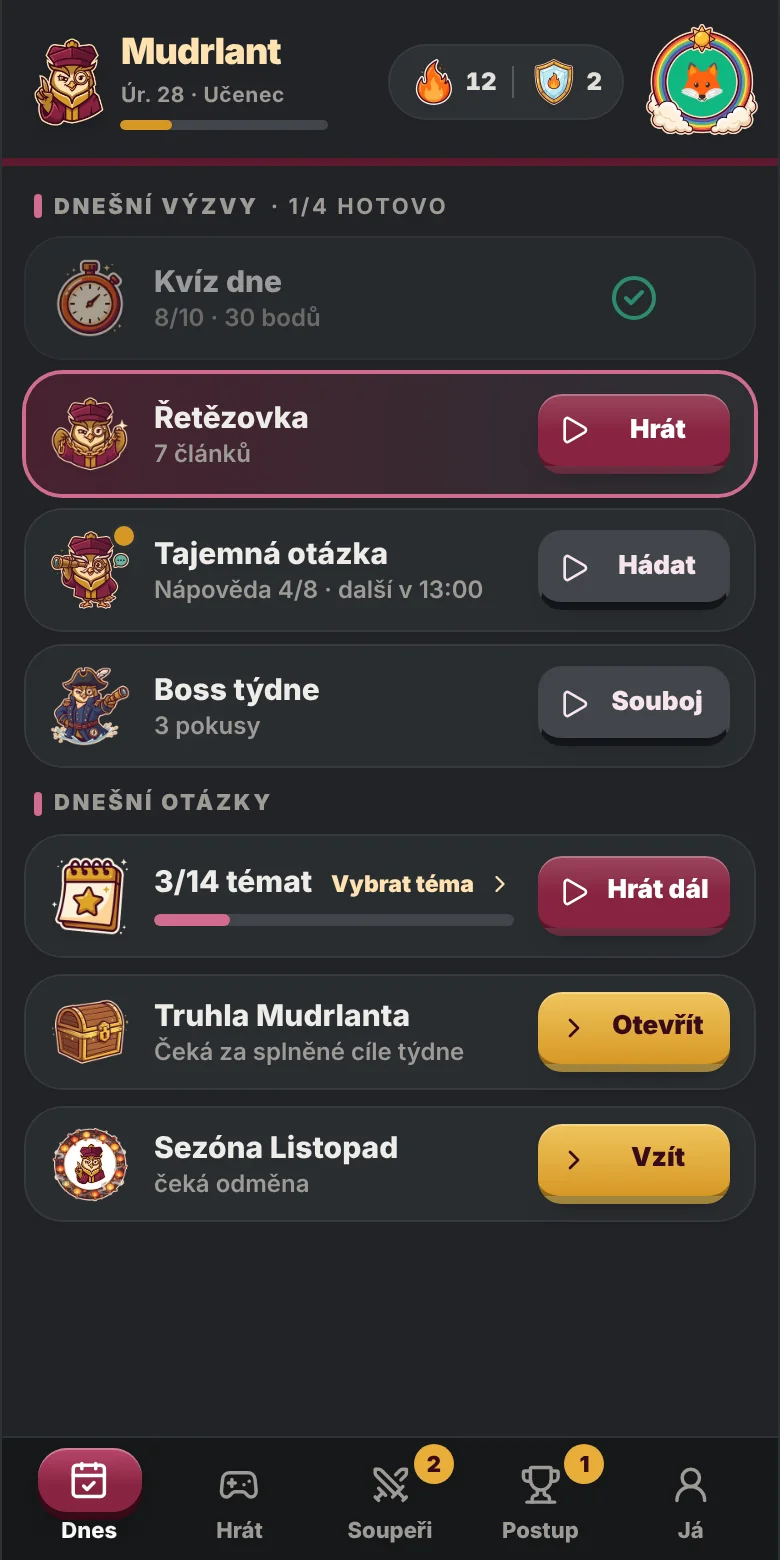 Mudrlant
Úr. 28 · Učenec
12
2
DNEŠNÍ VÝZVY · 1/4 HOTOVO
Kvíz dne
8/10 · 30 bodů
Řetězovka
7 článků
Hrát
Tajemná otázka
Nápověda 4/8 · další v 13:00
Hádat
Boss týdne
3 pokusy
Souboj
DNEŠNÍ OTÁZKY
3/14 témat Vybrat téma
Hrát dál
Truhla Mudrlanta
Čeká za splněné cíle týdne
Otevřít
Sezóna Listopad
čeká odměna
Vzít
2
1
Dnes
Hrát
Soupeři
Postup
Já